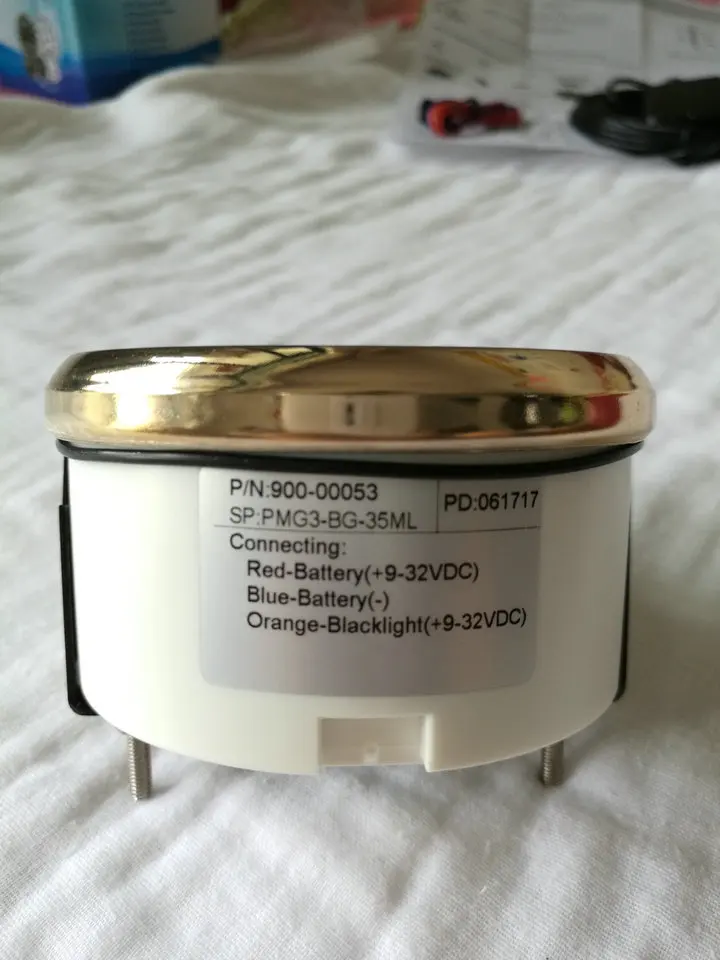 P/N:900-00053
PD:061717
SP:PMG3-BG-35ML
Connecting:
Red-Battery(+9-32VDC)
Blue-Battery(-)
Orange-Blacklight(+9-32VDC)